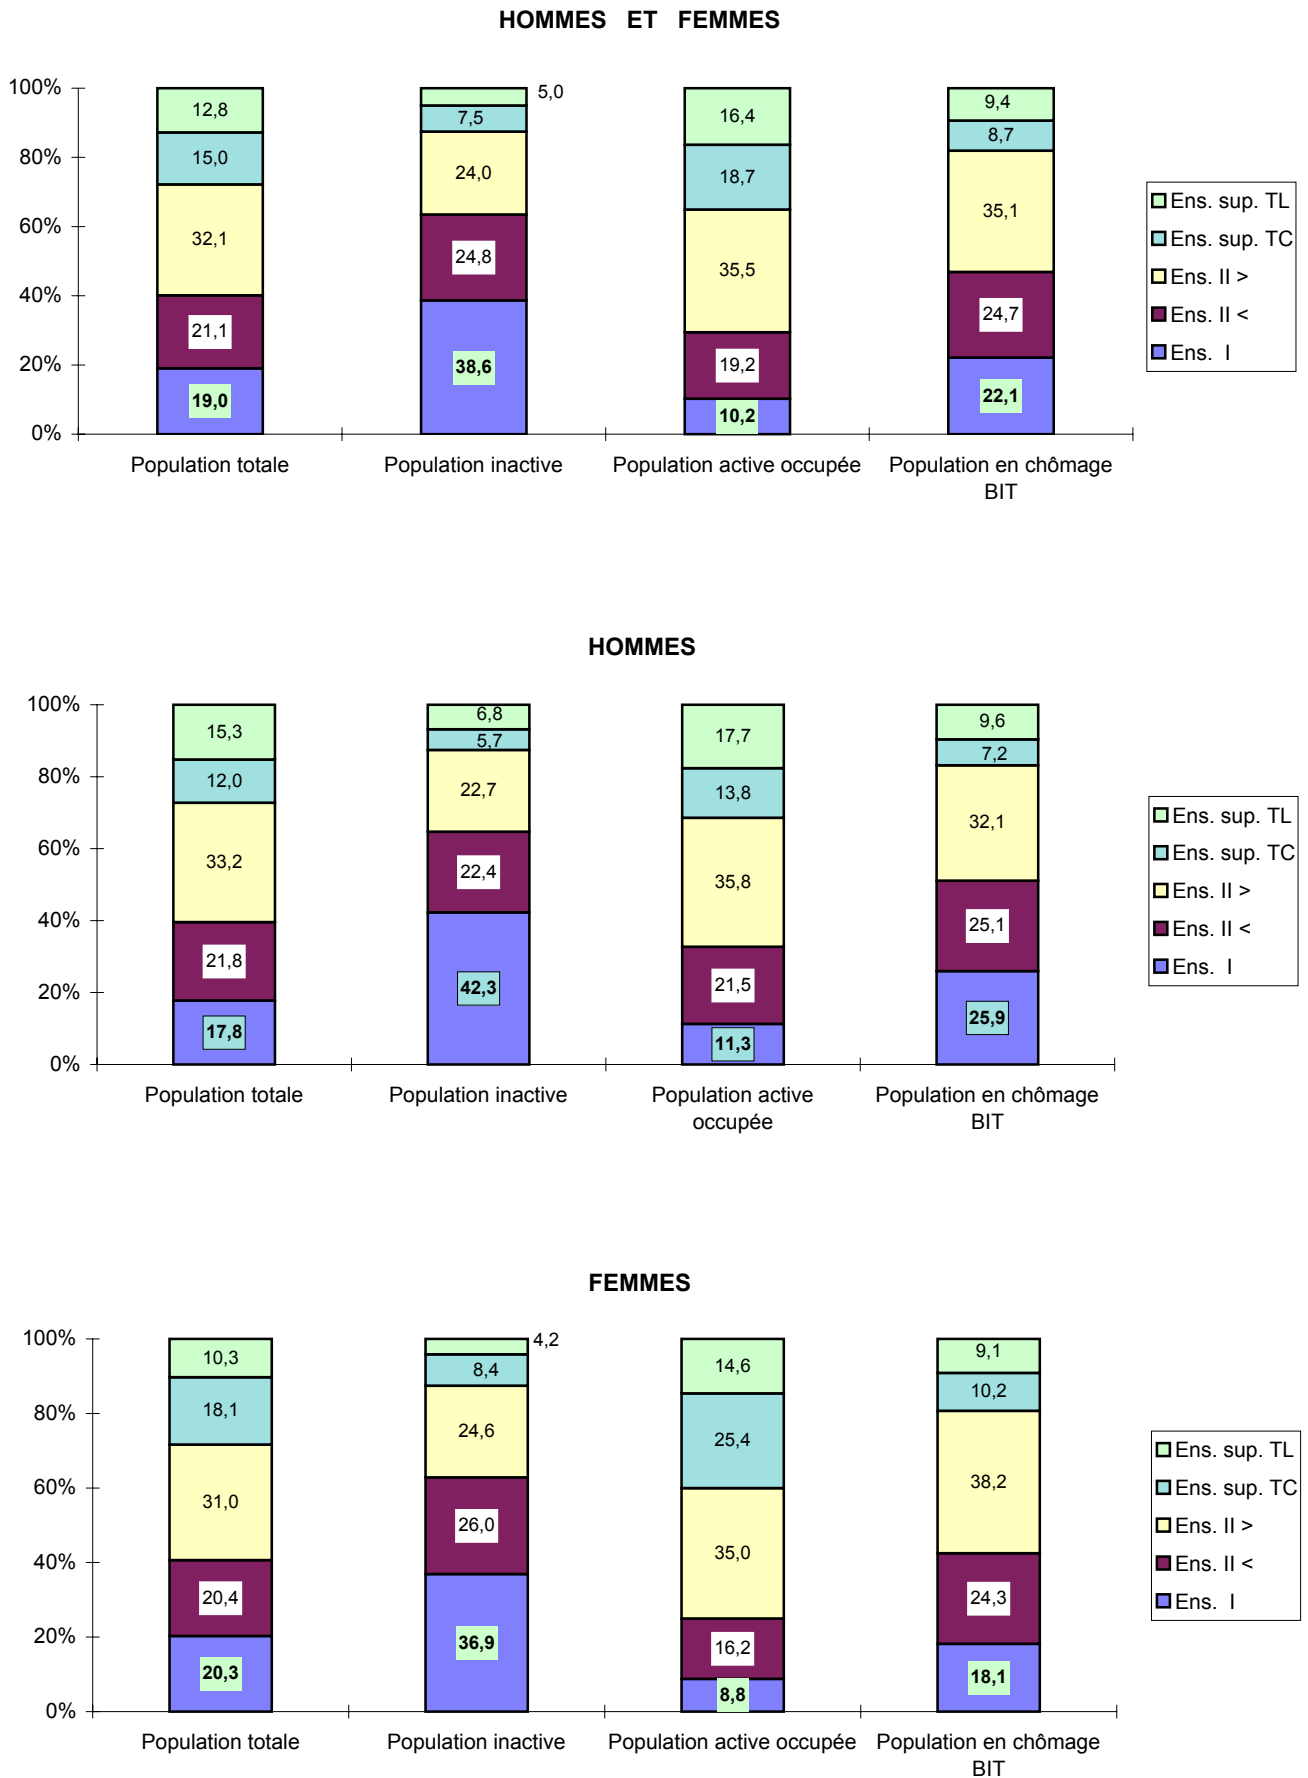 HOMMES ET FEMMES
100%
80%
60%
40%
20%
0%
12,8
15,0
32,1
21,1
19,0
5,0
7,5
24,0
24,8
38,6
16,4
18,7
35,5
19,2
10,2
9,4
8,7
35,1
24,7
22,1
Population totale
Population inactive
Population active occupée
Population en chômage
BIT
Ens. sup. TL
Ens. sup. TC
Ens. II >
Ens. II <
Ens. I
HOMMES
100%
80%
60%
40%
20%
0%
15,3
12,0
33,2
21,8
17,8
6,8
5,7
22,7
22,4
42,3
17,7
13,8
35,8
21,5
11,3
9,6
7,2
32,1
25,1
25,9
Population totale
Population inactive
Population active
occupée
Population en chômage
BIT
Ens. sup. TL
Ens. sup. TC
Ens. II >
Ens. II <
Ens. I
FEMMES
100%
80%
60%
40%
20%
0%
10,3
18,1
31,0
20,4
20,3
4,2
8,4
24,6
26,0
36,9
14,6
25,4
35,0
16,2
8,8
9,1
10,2
38,2
24,3
18,1
Population totale
Population inactive
Population active occupée
Population en chômage
BIT
Ens. sup. TL
Ens. sup. TC
Ens. II >
Ens. II <
Ens. I